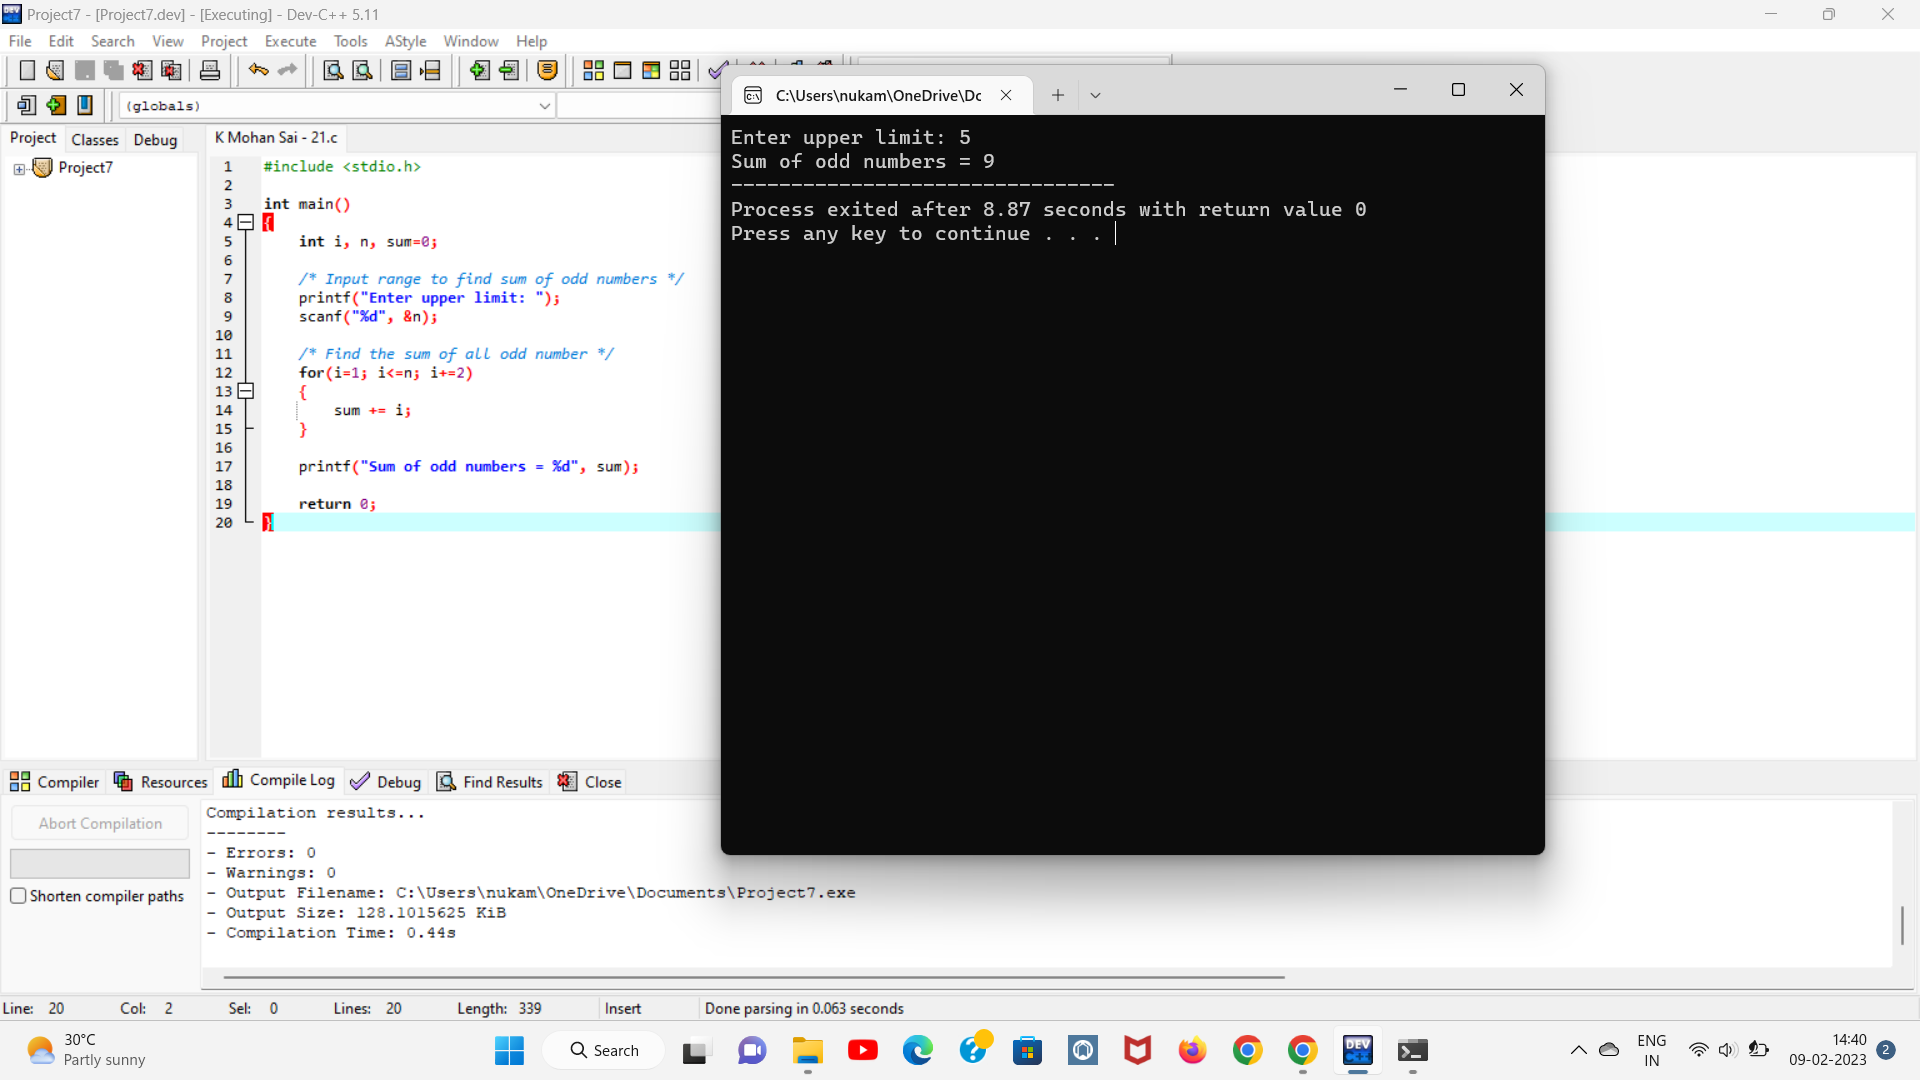 Project7 - [Project7.dev] - [Executing] - Dev-C++ 5.11
File Edit Search View Project Execute Tools AStyle Window Help
(globals)
Project Classes Debug
Project7
K Mohan Sai - 21.c
1 #include <stdio.h>
2
3 int main()
4 {
5 int i, n, sum=0;
6
7 /* Input range to find sum of odd numbers */
8 printf("Enter upper limit: ");
9 scanf("%d", &n);
10
11 /* Find the sum of all odd number */
12 for(i=1; i<=n; i+=2)
13 {
14 sum += i;
15 }
16
17 printf("Sum of odd numbers = %d", sum);
18
19 return 0;
20 }
C:\Users\nukam\OneDrive\Dc
Enter upper limit: 5
Sum of odd numbers = 9
--------------------------------
Process exited after 8.87 seconds with return value 0
Press any key to continue . . .
Compiler Resources Compile Log Debug Find Results Close
Abort Compilation
Shorten compiler paths
Compilation results...
--------
- Errors: 0
- Warnings: 0
- Output Filename: C:\Users\nukam\OneDrive\Documents\Project7.exe
- Output Size: 128.1015625 KiB
- Compilation Time: 0.44s
Line: 20 Col: 2 Sel: 0 Lines: 20 Length: 339 Insert Done parsing in 0.063 seconds
30°C
Partly sunny
Search
DEV
C++
ENG
IN
14:40
09-02-2023
2